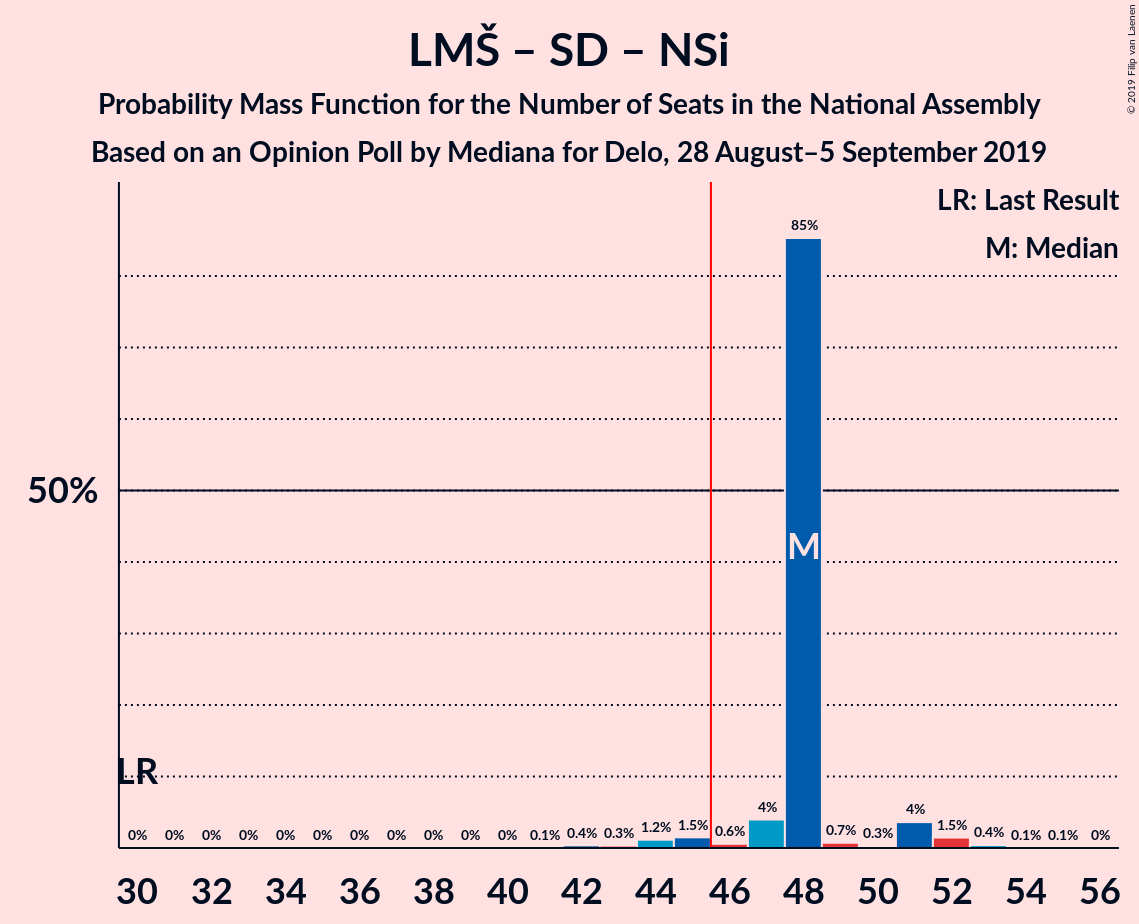 LMŠ – SD – NSi
Probability Mass Function for the Number of Seats in the National Assembly
Based on an Opinion Poll by Mediana for Delo, 28 August–5 September 2019
© 2019 Filip van Laenen
LR: Last Result
M: Median
50%
LR
M
0% 0% 0% 0% 0% 0% 0% 0% 0% 0% 0% 0.1% 0.4% 0.3% 1.2% 1.5% 0.6% 4% 85% 0.7% 0.3% 4% 1.5% 0.4% 0.1% 0.1% 0%
30 32 34 36 38 40 42 44 46 48 50 52 54 56